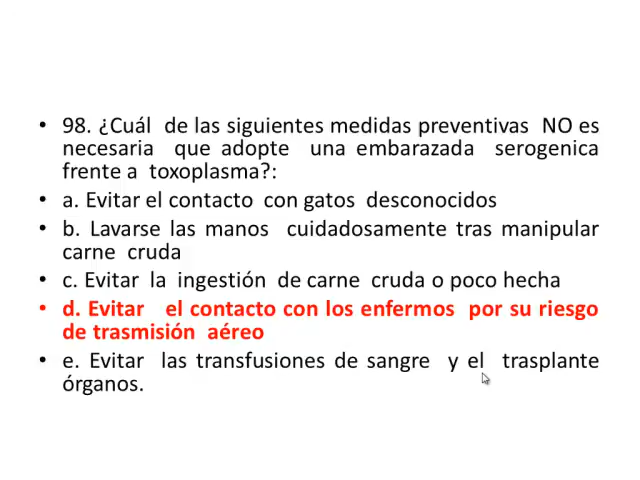 • 98. ¿Cuál de las siguientes medidas preventivas NO es
necesaria que adopte una embarazada serogenica
frente a toxoplasma?:
• a. Evitar el contacto con gatos desconocidos
• b. Lavarse las manos cuidadosamente tras manipular
carne cruda
• c. Evitar la ingestión de carne cruda o poco hecha
• d. Evitar el contacto con los enfermos por su riesgo
de trasmisión aéreo
• e. Evitar las transfusiones de sangre y el trasplante
órganos.